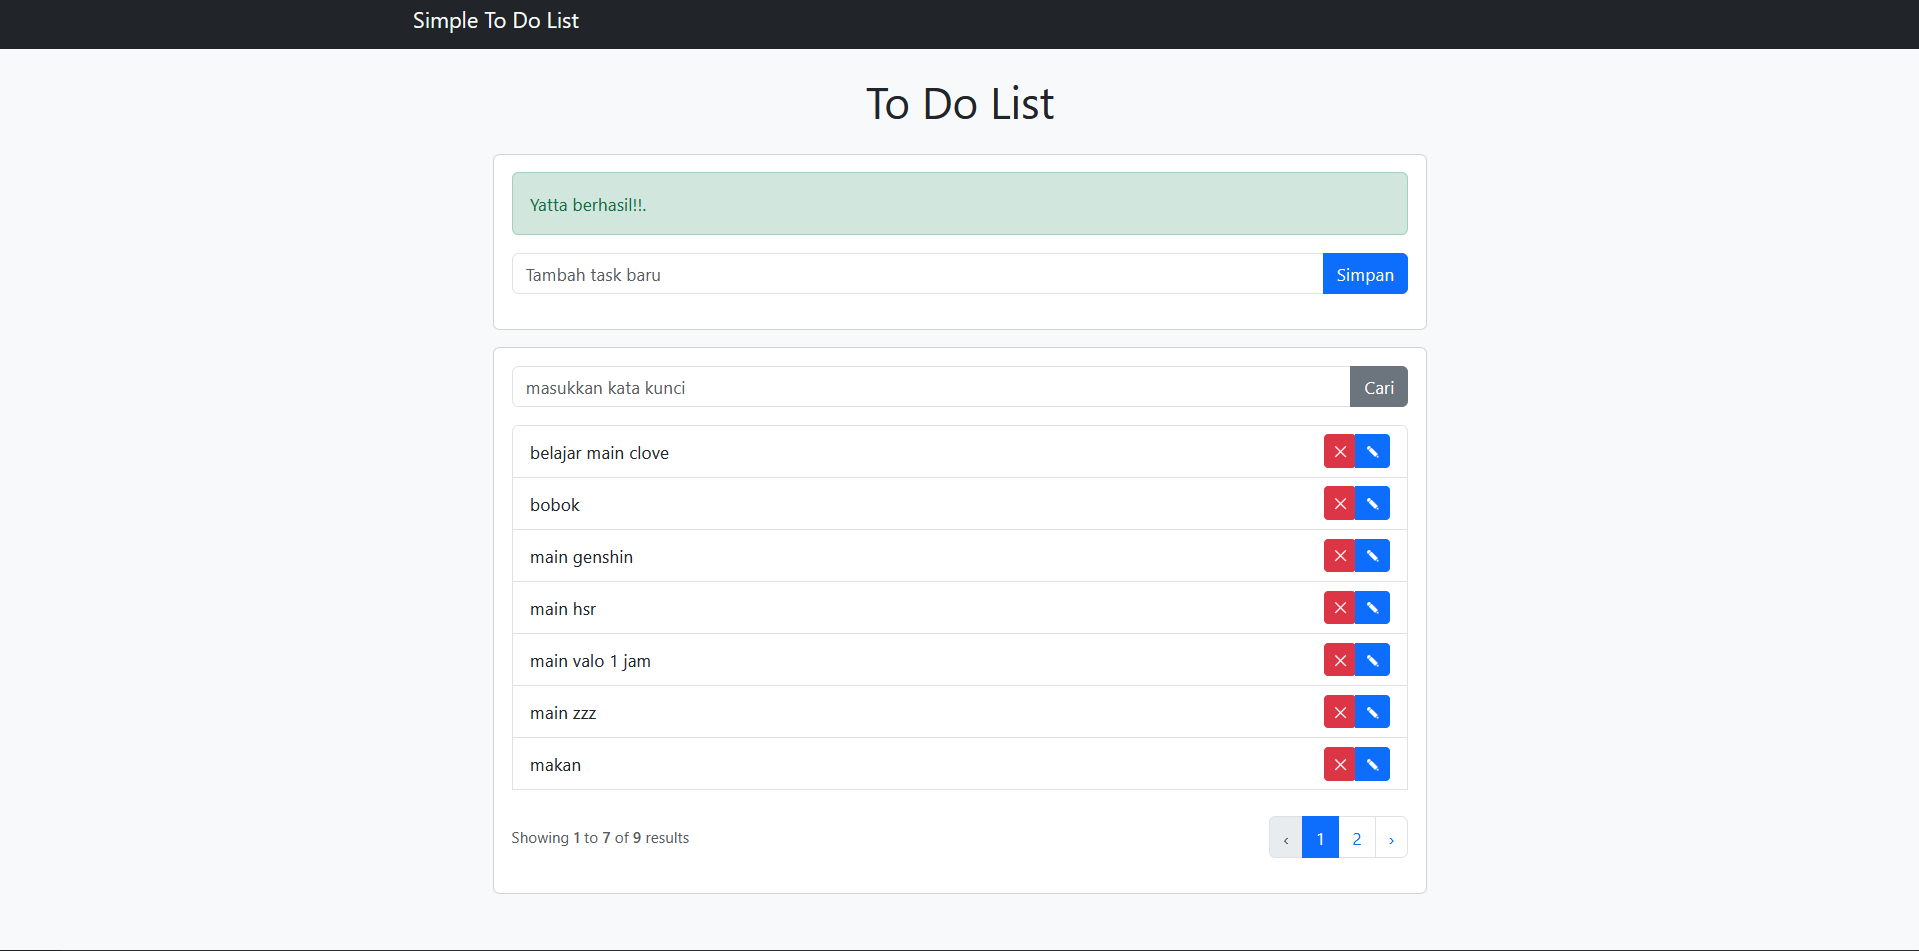 Simple To Do List
To Do List
Yatta berhasil!!.
Tambah task baru
Simpan
masukkan kata kunci
Cari
belajar main clove
bobok
main genshin
main hsr
main valo 1 jam
main zzz
makan
Showing 1 to 7 of 9 results
‹ 1 2 ›